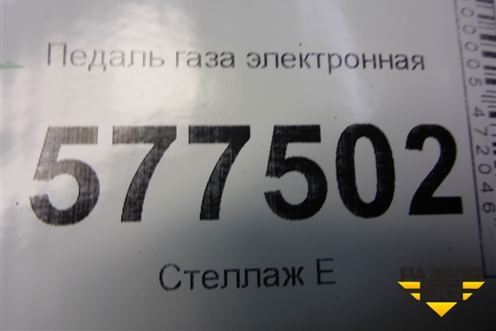 Педаль газа электронная
577502
Стеллаж Е